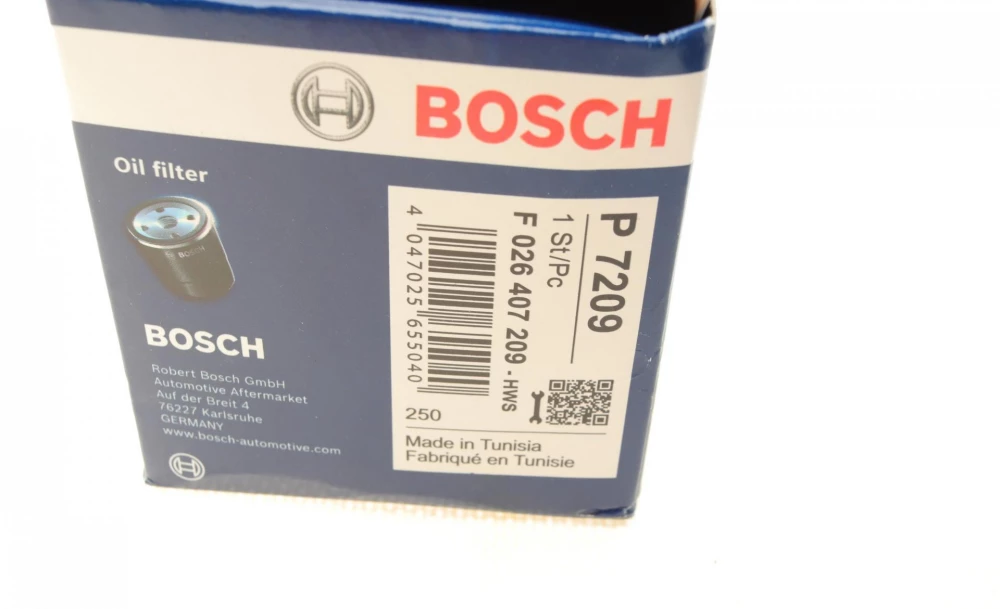 BOSCH
Oil filter
BOSCH
BOSCH
Robert Bosch GmbH
Automotive Aftermarket
Auf der Breit 4
76227 Karlsruhe
GERMANY
www.bosch-automotive.com
P 7209
1 St/Pc
F 026 407 209 - HWS
4 047025 655040
250
Made in Tunisia
Fabriqué en Tunisie